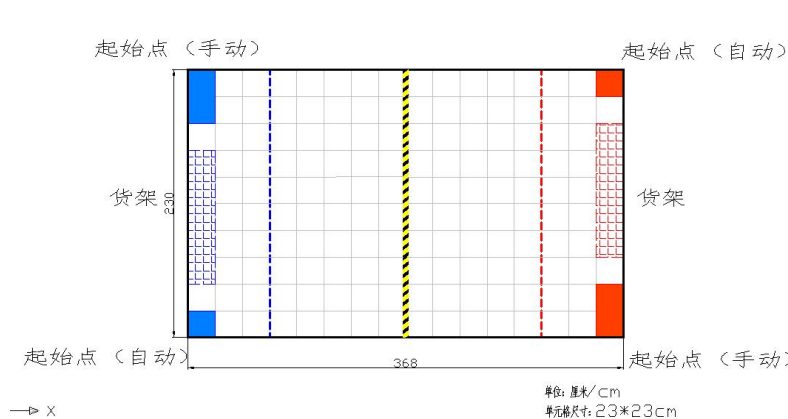 起始点（手动）
起始点（自动）
货架
230
货架
起始点（自动）
368
起始点（手动）
单位: 厘米/cm
X
单元格尺寸: 23*23cm